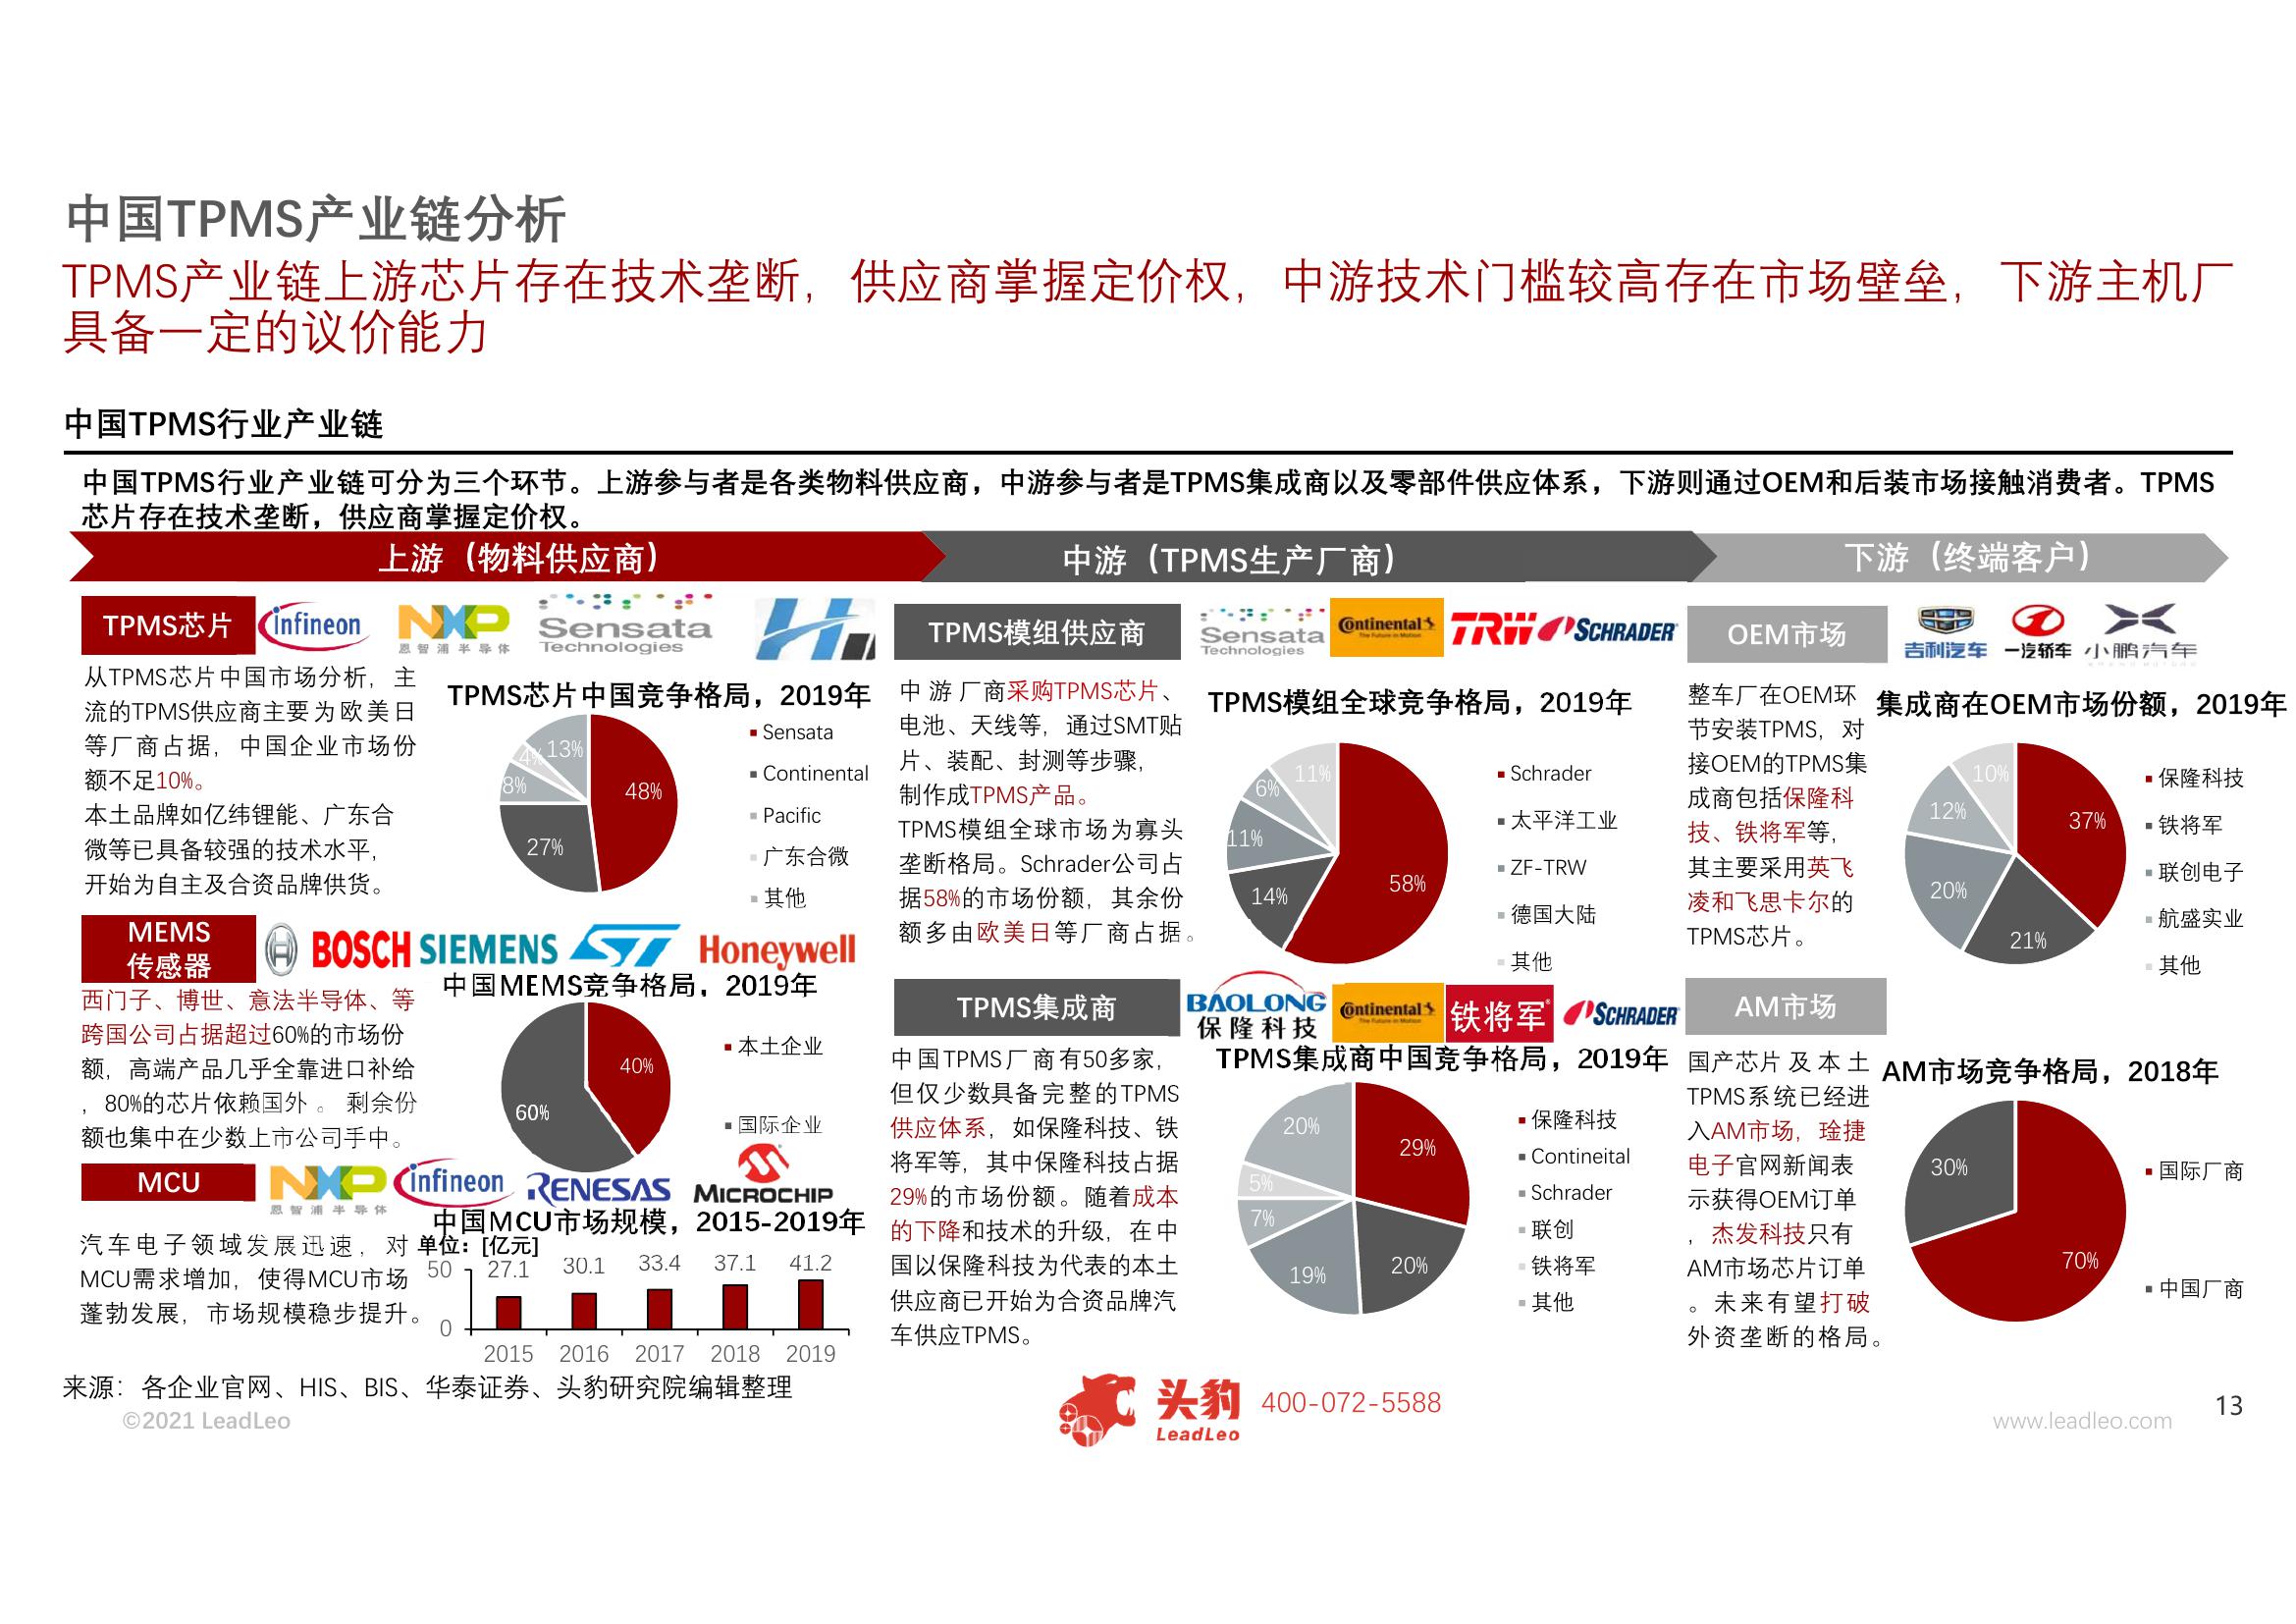 中国TPMS产业链分析
TPMS产业链上游芯片存在技术垄断，供应商掌握定价权，中游技术门槛较高存在市场壁垒，下游主机厂
具备一定的议价能力
中国TPMS行业产业链
中国TPMS行业产业链可分为三个环节。上游参与者是各类物料供应商，中游参与者是TPMS集成商以及零部件供应体系，下游则通过OEM和后装市场接触消费者。TPMS
芯片存在技术垄断，供应商掌握定价权。
上游（物料供应商）
TPMS芯片
infineon
NXP
恩智浦半导体
Sensata
Technologies
从TPMS芯片中国市场分析，主
流的TPMS供应商主要为欧美日
等厂商占据，中国企业市场份
额不足10%。
本土品牌如亿纬锂能、广东合
微等已具备较强的技术水平，
开始为自主及合资品牌供货。
TPMS芯片中国竞争格局，2019年
13%
4%
8%
27%
48%
Sensata
Continental
Pacific
广东合微
其他
MEMS
传感器
BOSCH
SIEMENS
ST
Honeywell
西门子、博世、意法半导体、等
跨国公司占据超过60%的市场份
额，高端产品几乎全靠进口补给
，80%的芯片依赖国外 。 剩余份
额也集中在少数上市公司手中。
中国MEMS竞争格局，2019年
40%
60%
本土企业
国际企业
MCU
NXP
恩智浦半导体
infineon
RENESAS
MICROCHIP
汽车电子领域发展迅速，对
MCU需求增加，使得MCU市场
蓬勃发展，市场规模稳步提升。
中国MCU市场规模，2015-2019年
单位：[亿元]
50
0
27.1 30.1 33.4 37.1 41.2
2015 2016 2017 2018 2019
中游（TPMS生产厂商）
TPMS模组供应商
Sensata
Technologies
Continental
The Future in Motion
TRW
SCHRADER
中游厂商采购TPMS芯片、
电池、天线等，通过SMT贴
片、装配、封测等步骤，
制作成TPMS产品。
TPMS模组全球市场为寡头
垄断格局。Schrader公司占
据58%的市场份额，其余份
额多由欧美日等厂商占据。
TPMS模组全球竞争格局，2019年
11%
6%
11%
14%
58%
Schrader
太平洋工业
ZF-TRW
德国大陆
其他
TPMS集成商
BAOLONG
保隆科技
Continental
The Future in Motion
铁将军®
SCHRADER
中国TPMS厂商有50多家，
但仅少数具备完整的TPMS
供应体系，如保隆科技、铁
将军等，其中保隆科技占据
29%的市场份额。随着成本
的下降和技术的升级，在中
国以保隆科技为代表的本土
供应商已开始为合资品牌汽
车供应TPMS。
TPMS集成商中国竞争格局，2019年
20%
29%
5%
7%
19%
20%
保隆科技
Contineital
Schrader
联创
铁将军
其他
下游（终端客户）
OEM市场
吉利汽车
一汽轿车
小鹏汽车
整车厂在OEM环
节安装TPMS，对
接OEM的TPMS集
成商包括保隆科
技、铁将军等，
其主要采用英飞
凌和飞思卡尔的
TPMS芯片。
集成商在OEM市场份额，2019年
10%
12%
20%
21%
37%
保隆科技
铁将军
联创电子
航盛实业
其他
AM市场
国产芯片及本土
TPMS系统已经进
入AM市场，琻捷
电子官网新闻表
示获得OEM订单
，杰发科技只有
AM市场芯片订单
。未来有望打破
外资垄断的格局。
AM市场竞争格局，2018年
30%
70%
国际厂商
中国厂商
来源：各企业官网、HIS、BIS、华泰证券、头豹研究院编辑整理
©2021 LeadLeo
头豹
LeadLeo
400-072-5588
www.leadleo.com
13